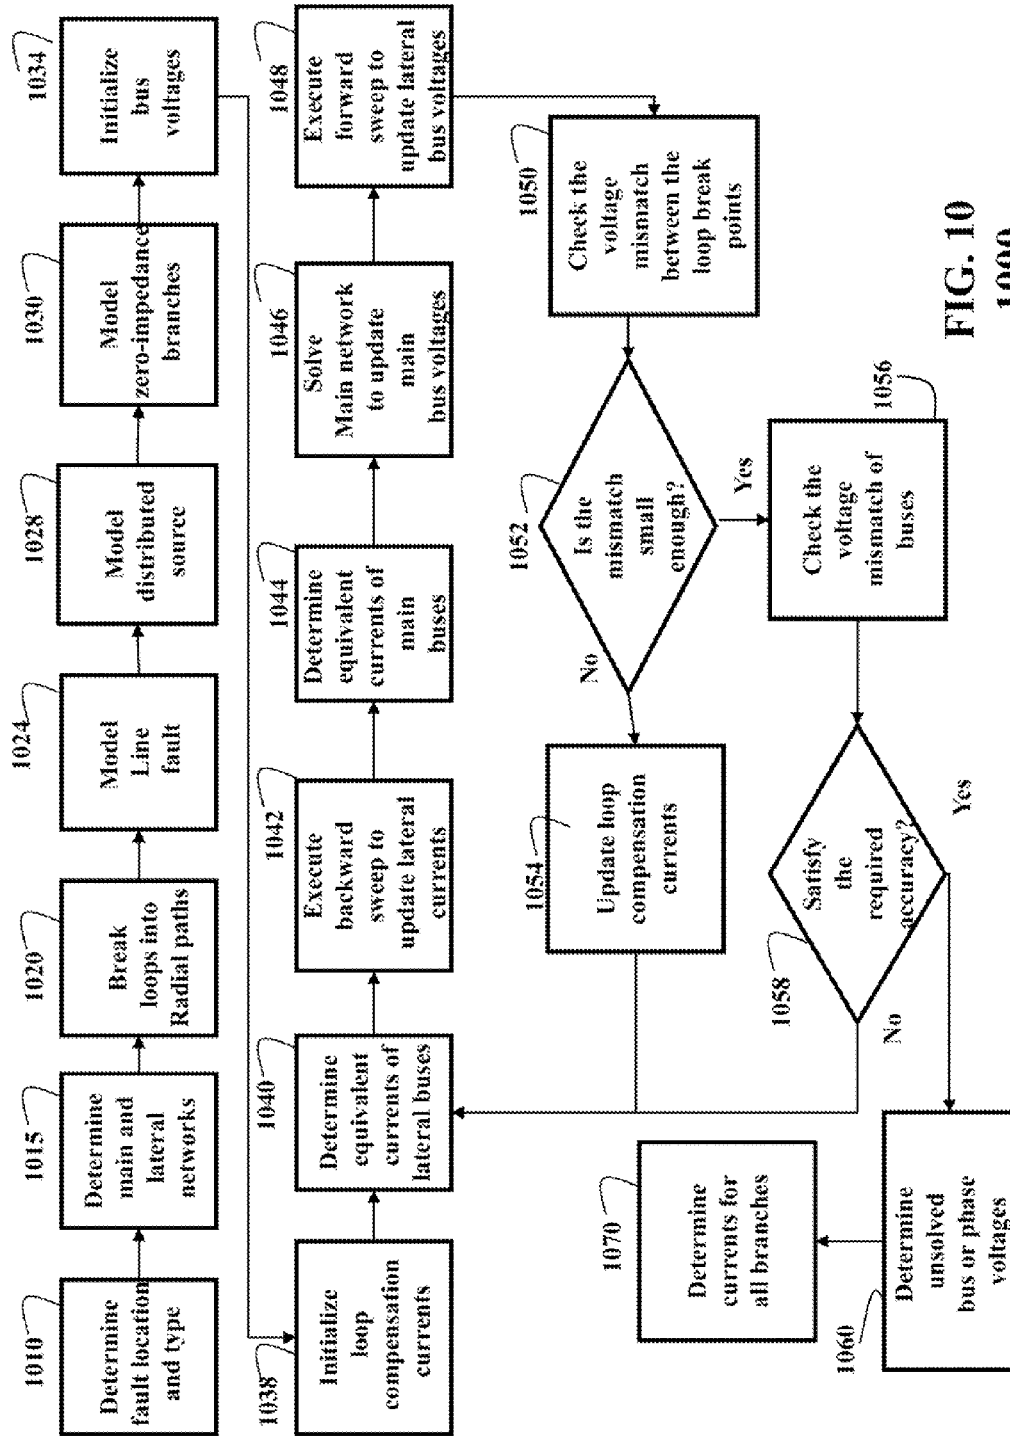 1010
Determine
fault location
and type
1015
Determine
main and
lateral
networks
1020
Break
loops into
Radial paths
1024
Model
Line
fault
1028
Model
distributed
source
1030
Model
zero-impedance
branches
1034
Initialize
bus
voltages
1038
Initialize
loop
compensation
currents
1040
Determine
equivalent
currents of
lateral buses
1042
Execute
backward
sweep to
update lateral
currents
1044
Determine
equivalent
currents of
main
buses
1046
Solve
Main network
to update
main
bus voltages
1048
Execute
forward
sweep to
update lateral
bus voltages
1050
Check the
voltage
mismatch
between the
loop break
points
1052
Is the
mismatch
small
enough?
No
Yes
1054
Update loop
compensation
currents
1056
Check the
voltage
mismatch of
buses
1058
Satisfy
the
required
accuracy?
No
Yes
1060
Determine
unsolved
bus or phase
voltages
1070
Determine
currents for
all branches
FIG. 10